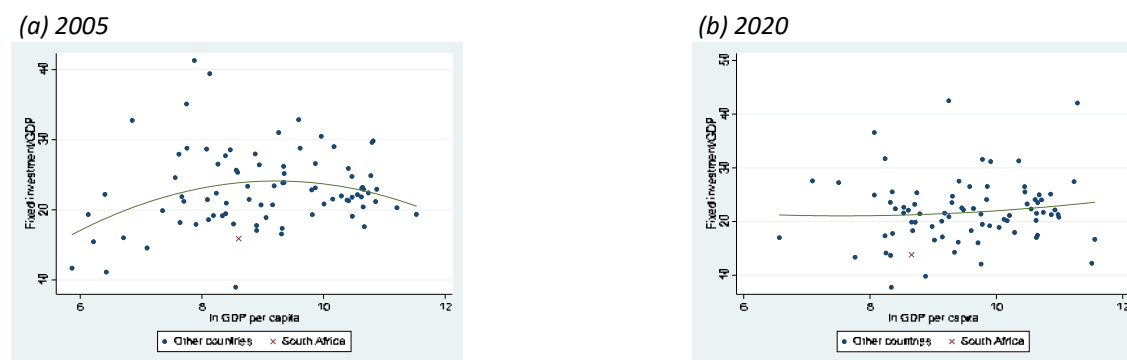 (a) 2005
(b) 2020
Fixed investment/GDP
40
30
20
10
6
8
10
12
ln GDP per capita
Other countries
South Africa
Fixed investment/GDP
50
40
30
20
10
6
8
10
12
ln GDP per capita
Other countries
South Africa